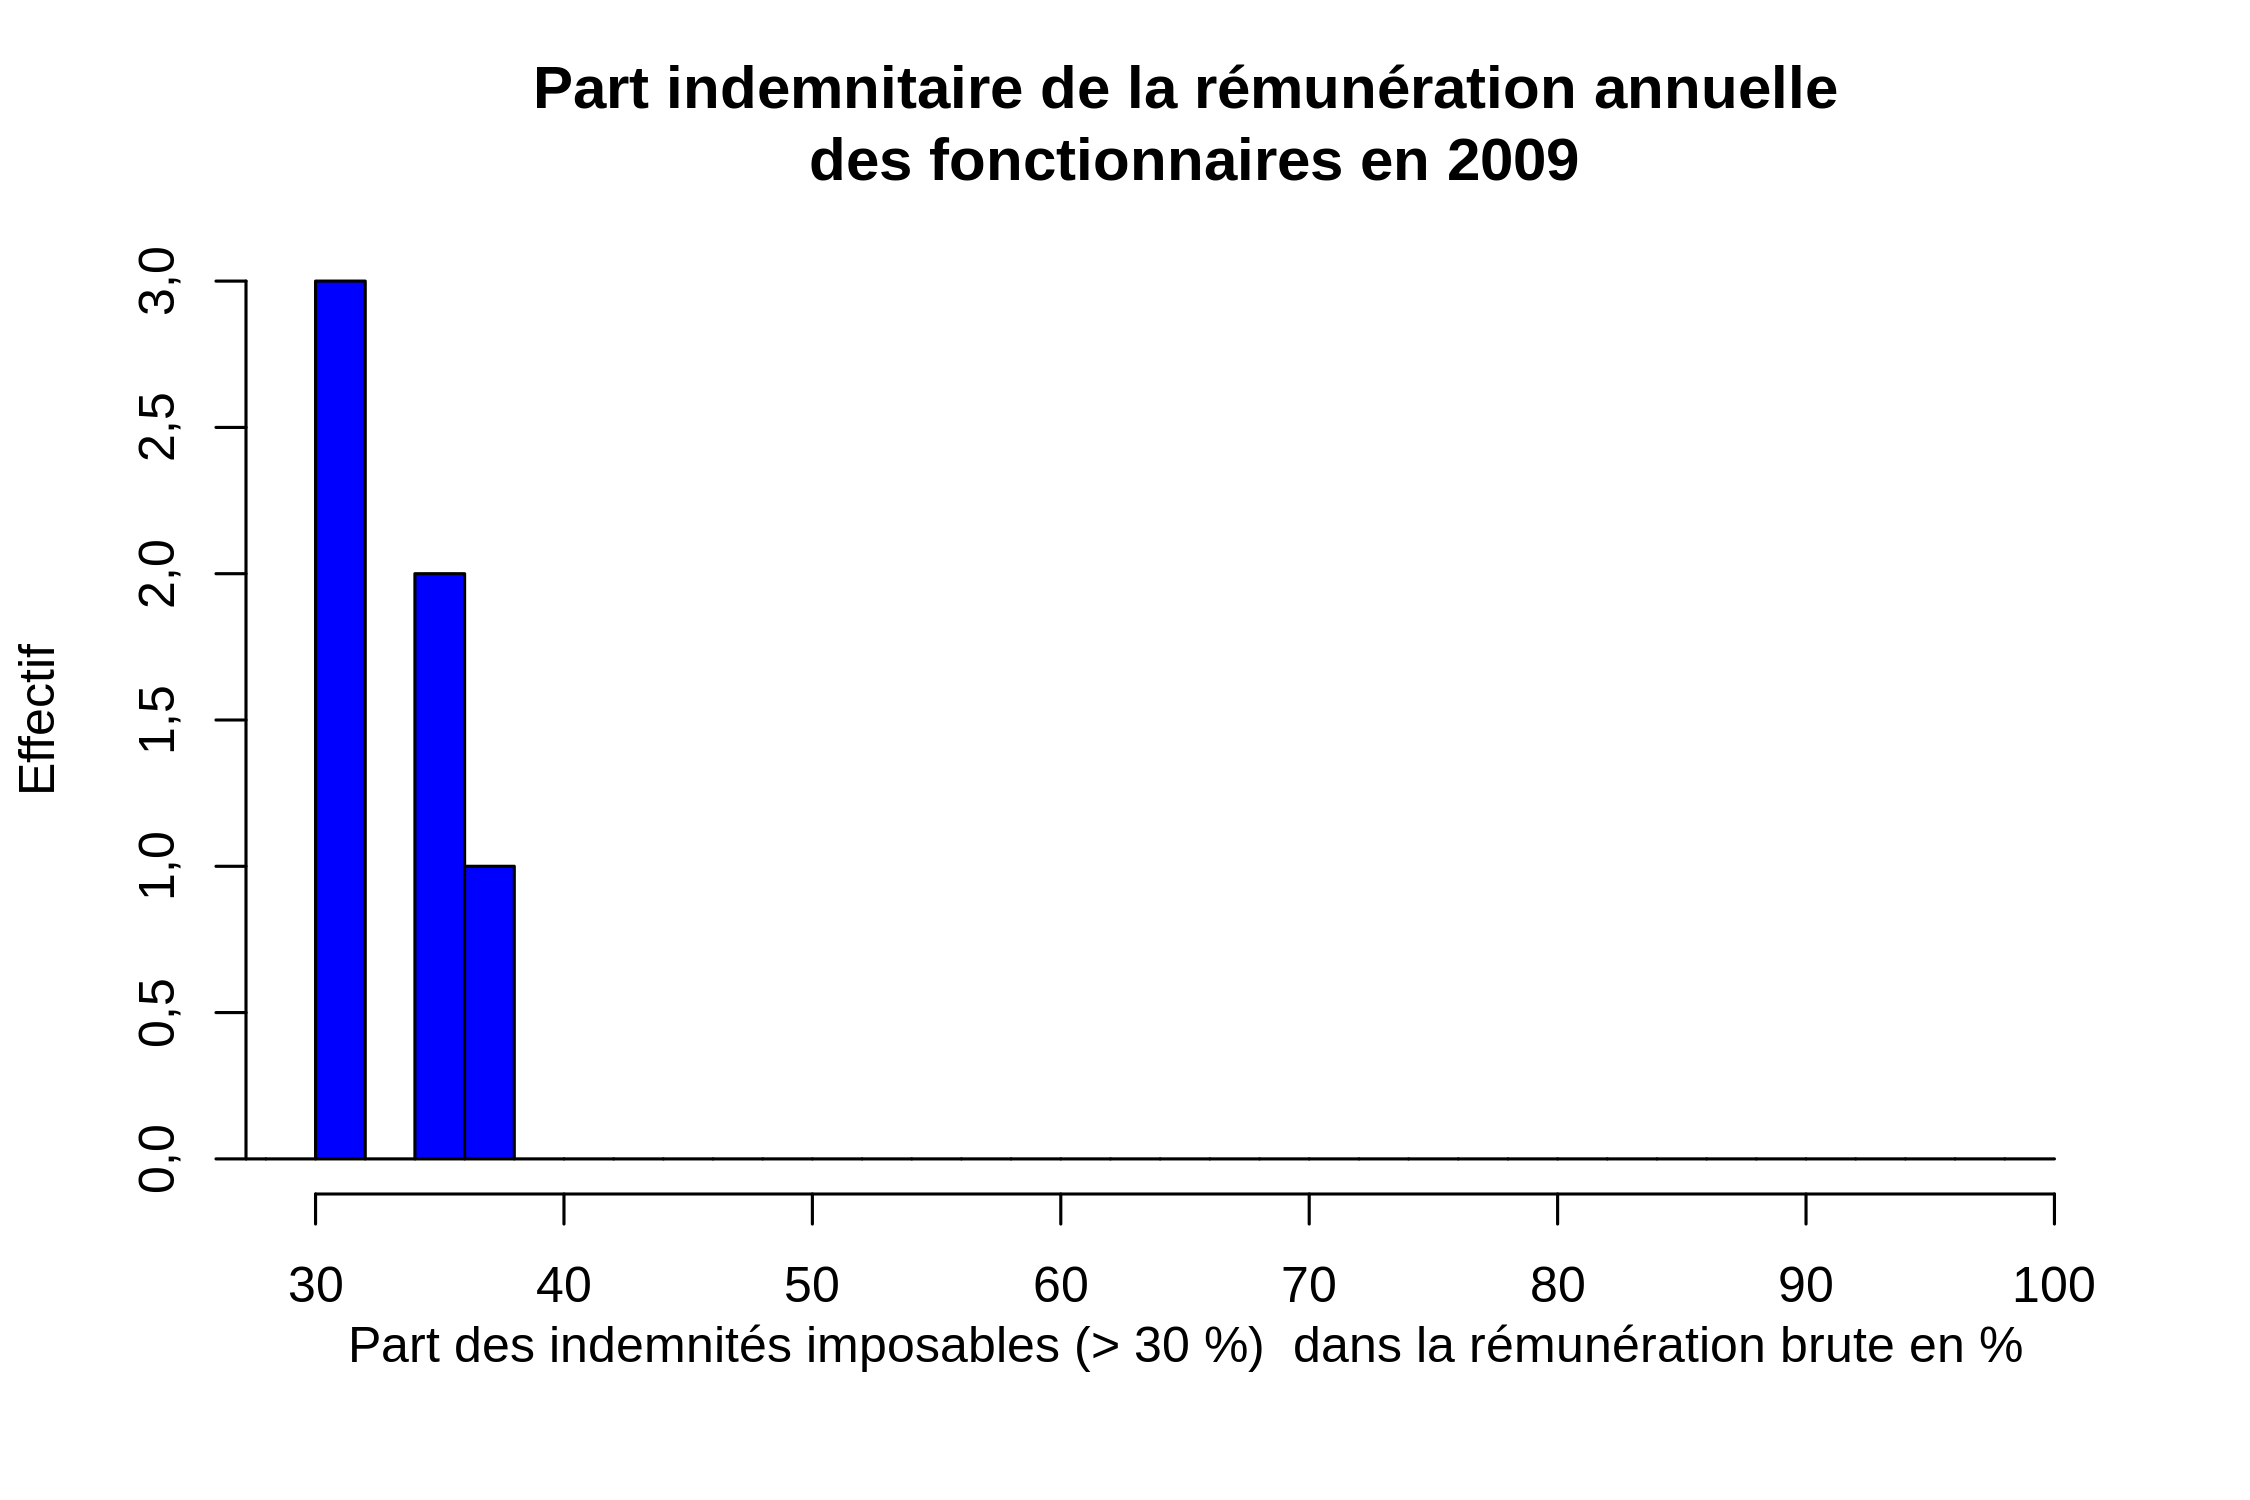 Part indemnitaire de la rémunération annuelle
des fonctionnaires en 2009
Effectif
3,0
2,5
2,0
1,5
1,0
0,5
0,0
30 40 50 60 70 80 90 100
Part des indemnités imposables (> 30 %)  dans la rémunération brute en %